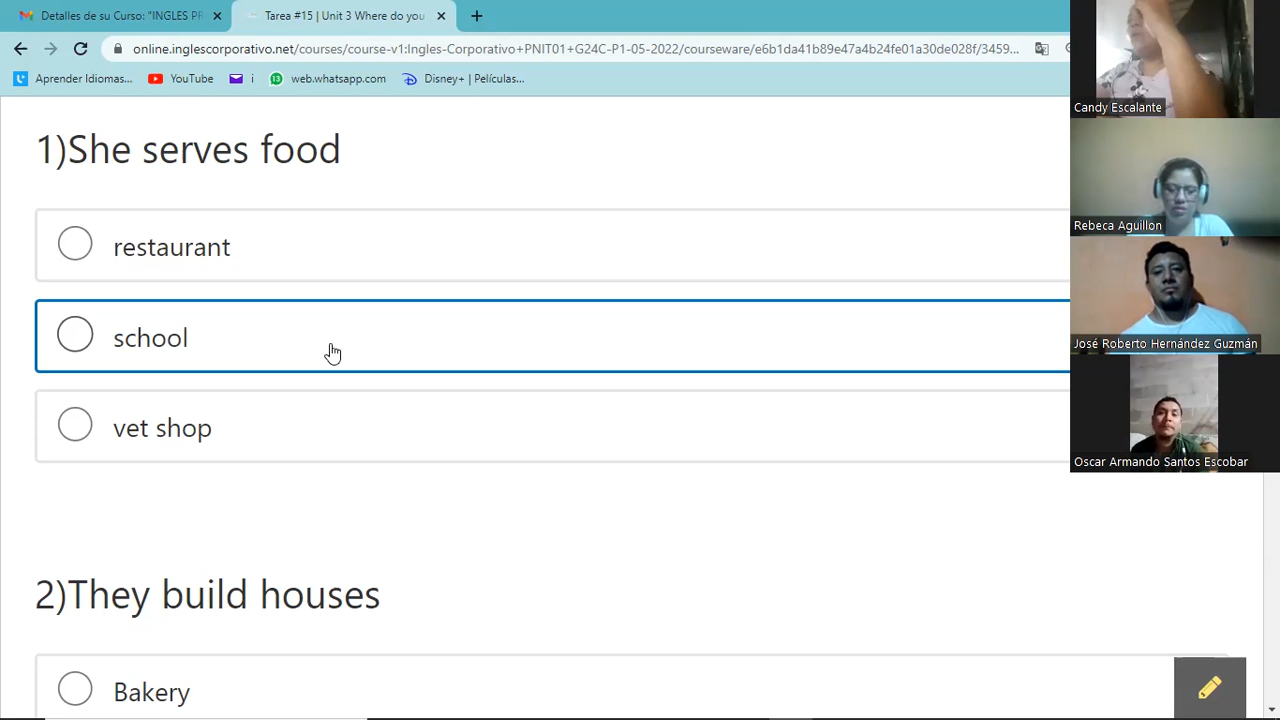 Detalles de su Curso: "INGLES PR
Tarea #15 | Unit 3 Where do you
online.inglescorporativo.net/courses/course-v1:Ingles-Corporativo+PNIT01+G24C-P1-05-2022/courseware/e6b1da41b89e47a4b24fe01a30de028f/3459...
Aprender Idiomas...
YouTube
i
13
web.whatsapp.com
Disney+ | Películas...
1)She serves food
restaurant
school
vet shop
2)They build houses
Bakery
Candy Escalante
Rebeca Aguillon
José Roberto Hernández Guzmán
Oscar Armando Santos Escobar